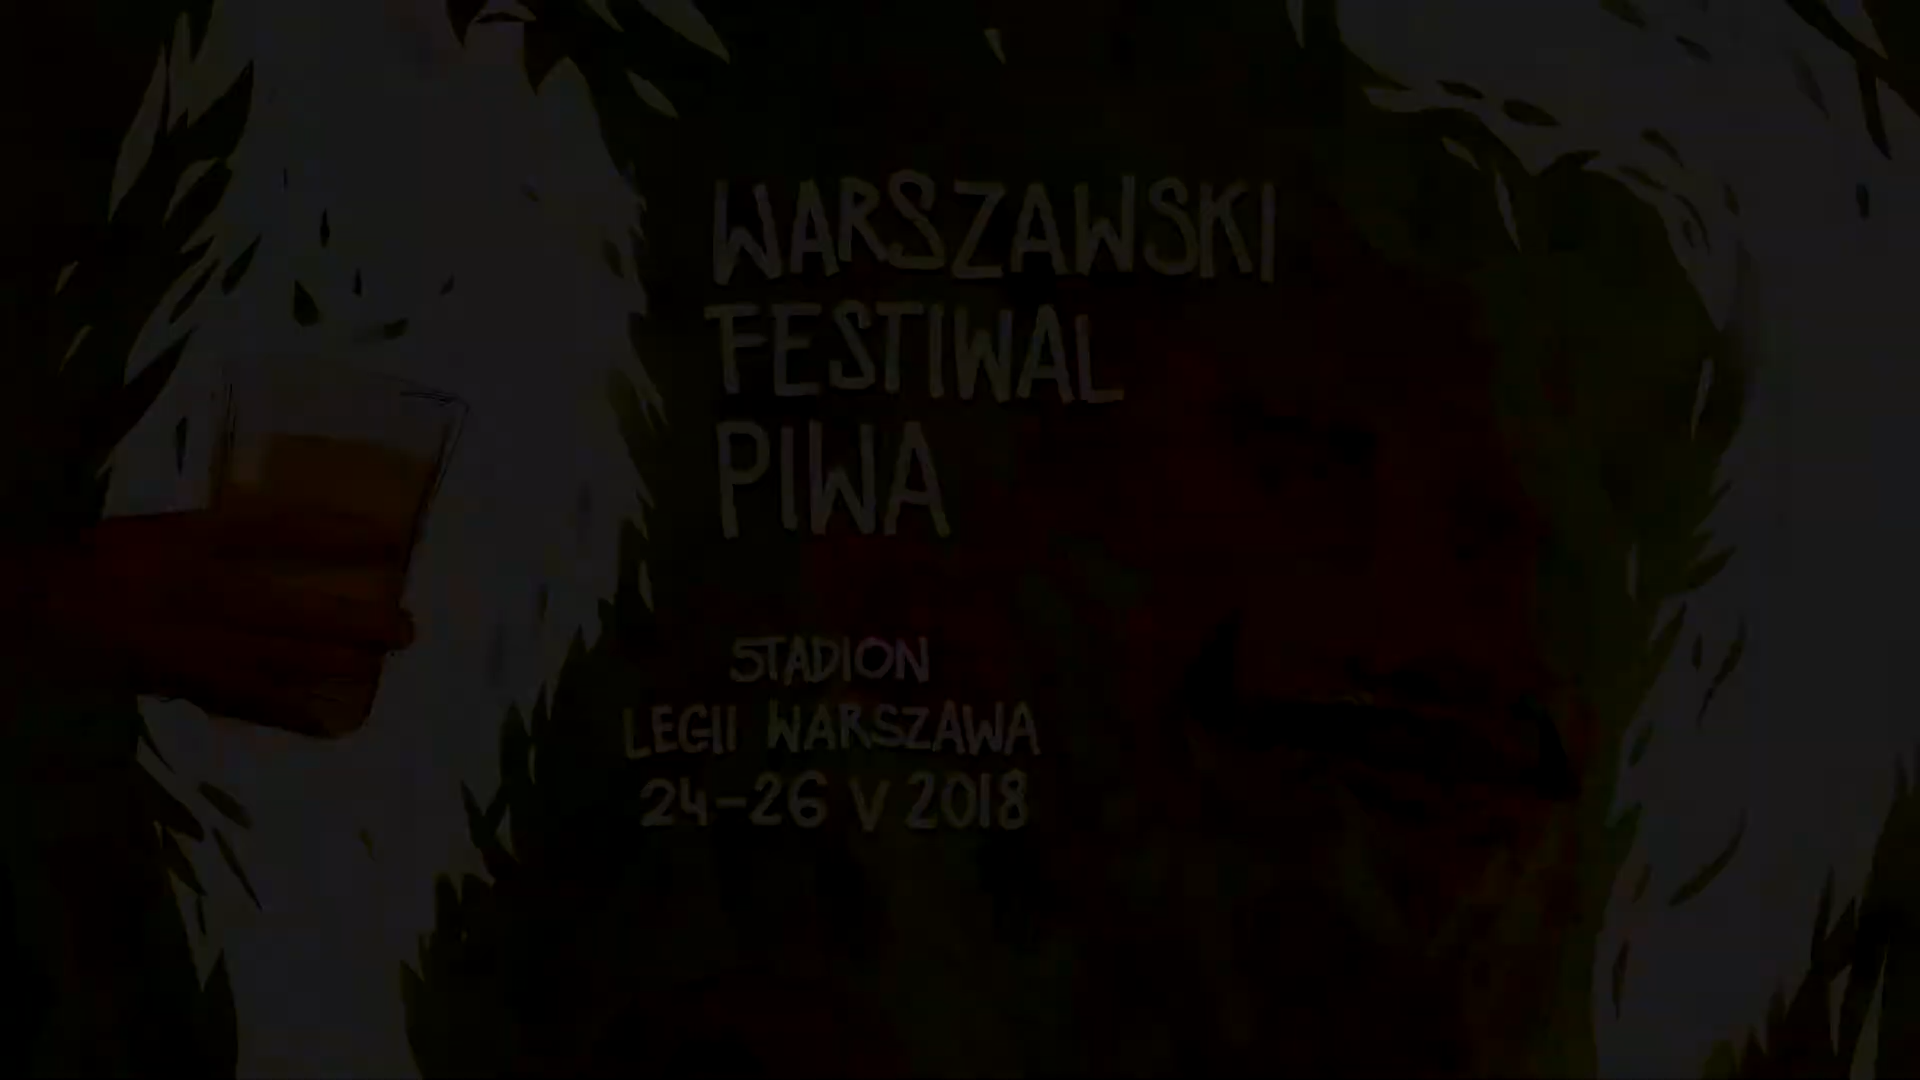 WARSZAWSKI
FESTIWAL
PIWA
STADION
LEGII WARSZAWA
24-26 V 2018